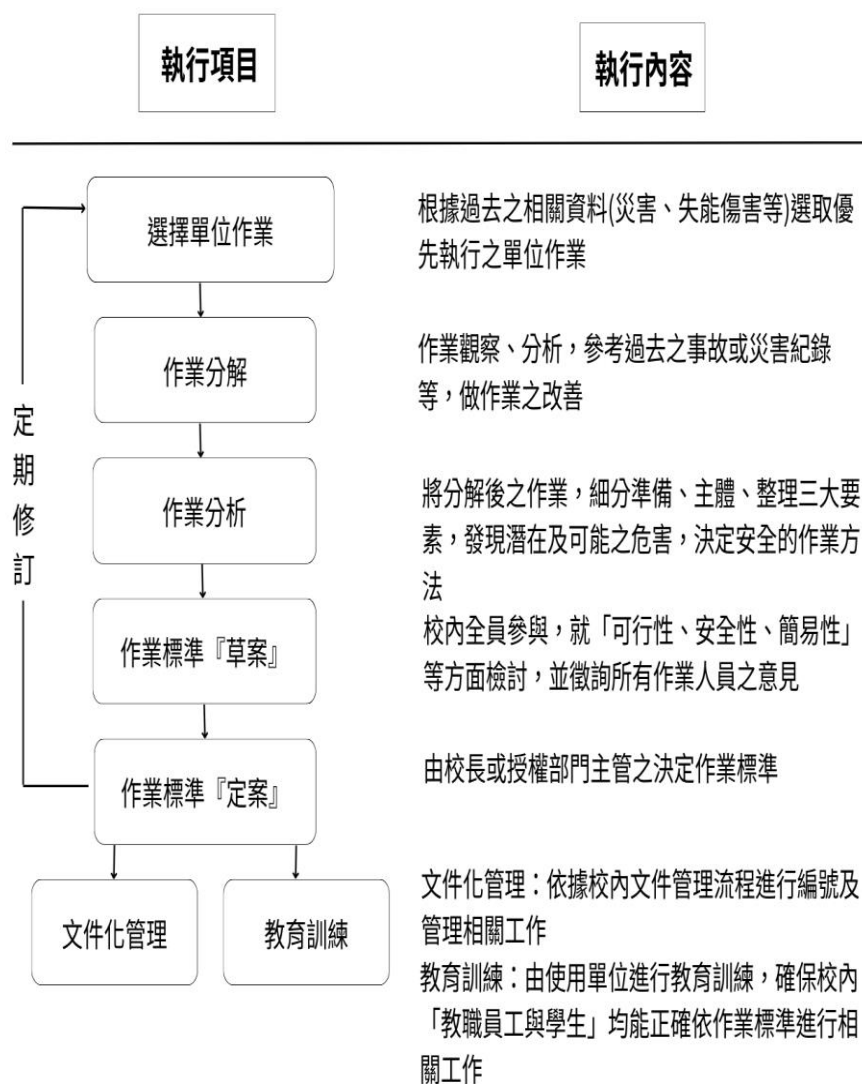 執行項目
執行內容
選擇單位作業
根據過去之相關資料(災害、失能傷害等)選取優
先執行之單位作業
作業分解
作業觀察、分析，參考過去之事故或災害紀錄
等，做作業之改善
定期修訂
作業分析
將分解後之作業，細分準備、主體、整理三大要
素，發現潛在及可能之危害，決定安全的作業方
法
作業標準『草案』
校內全員參與，就「可行性、安全性、簡易性」
等方面檢討，並徵詢所有作業人員之意見
作業標準『定案』
由校長或授權部門主管之決定作業標準
文件化管理
教育訓練
文件化管理：依據校內文件管理流程進行編號及
管理相關工作
教育訓練：由使用單位進行教育訓練，確保校內
「教職員工與學生」均能正確依作業標準進行相
關工作